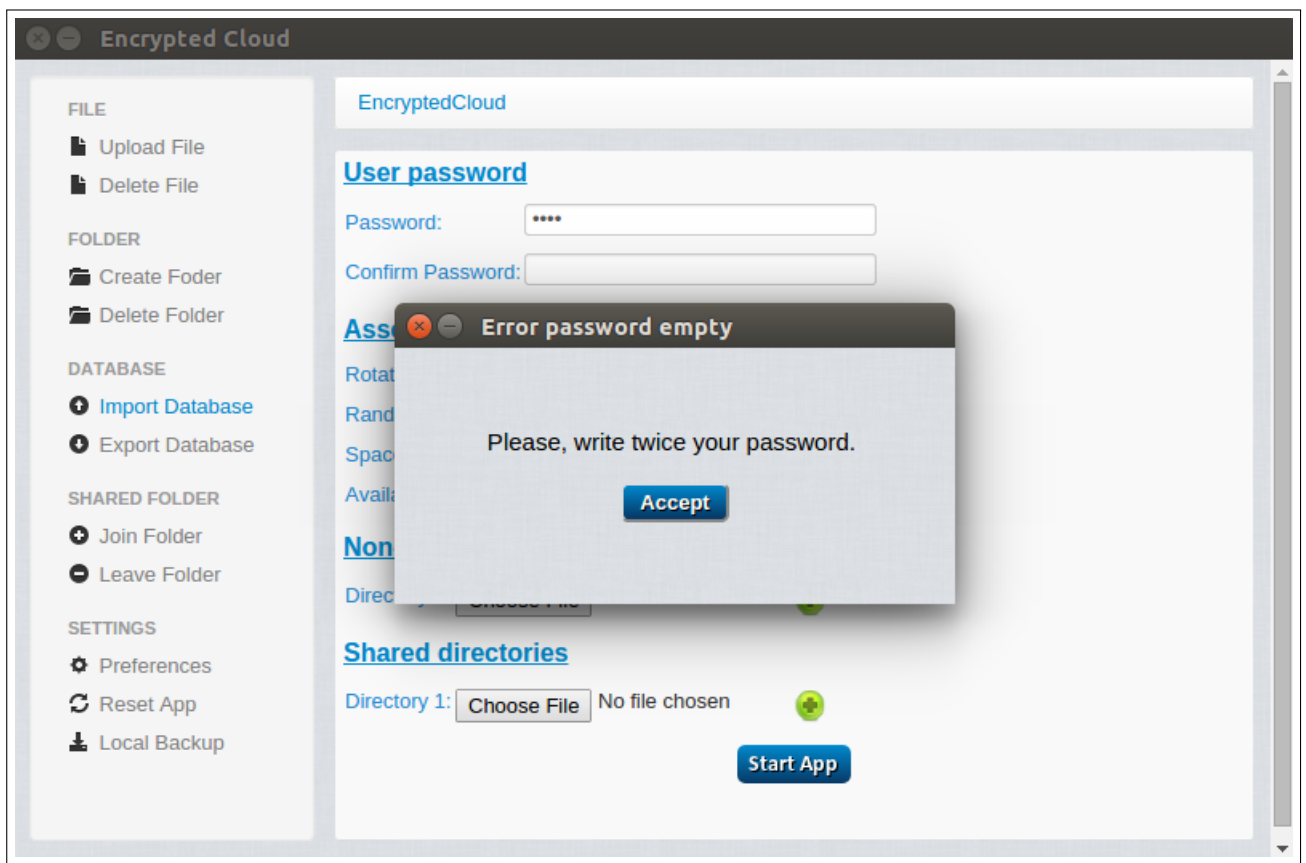 Encrypted Cloud
FILE
Upload File
Delete File
FOLDER
Create Foder
Delete Folder
DATABASE
Import Database
Export Database
SHARED FOLDER
Join Folder
Leave Folder
SETTINGS
Preferences
Reset App
Local Backup
EncryptedCloud
User password
Password: ••••
Confirm Password:
Error password empty
Please, write twice your password.
Accept
Shared directories
Directory 1: Choose File No file chosen
Start App